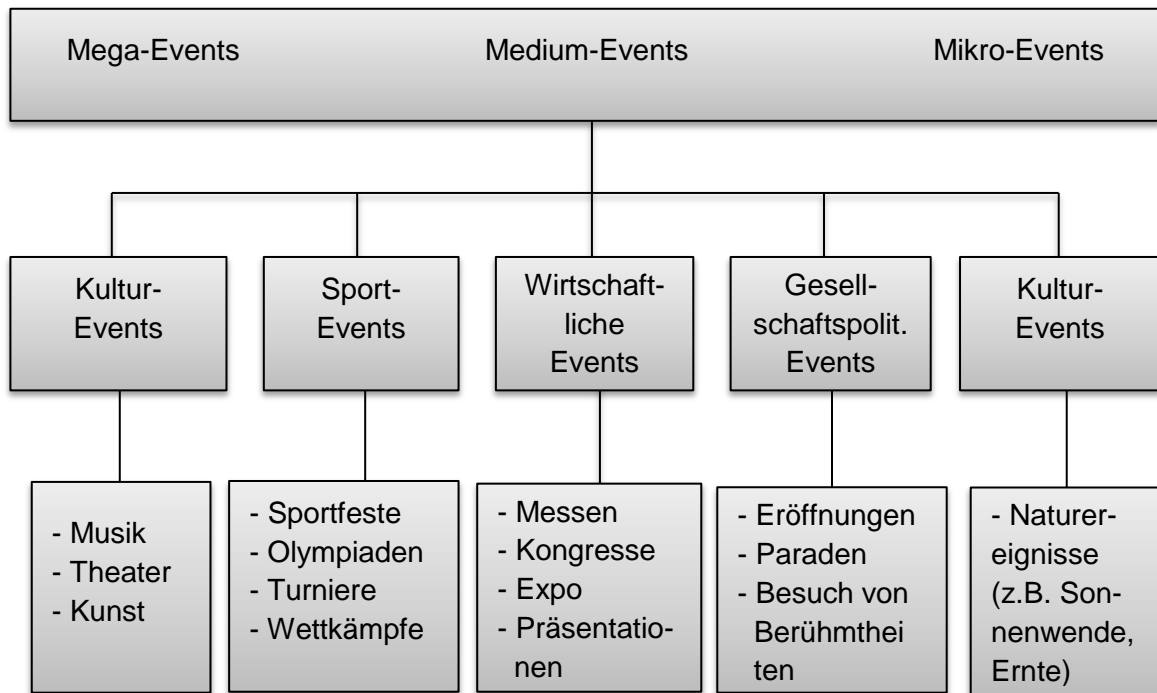 Mega-Events Medium-Events Mikro-Events
Kultur-
Events
Sport-
Events
Wirtschaft-
liche
Events
Gesell-
schaftspolit.
Events
Kultur-
Events
- Musik
- Theater
- Kunst
- Sportfeste
- Olympiaden
- Turniere
- Wettkämpfe
- Messen
- Kongresse
- Expo
- Präsentatio-
nen
- Eröffnungen
- Paraden
- Besuch von
Berühmthei
ten
- Naturer-
eignisse
(z.B. Son-
nenwende,
Ernte)